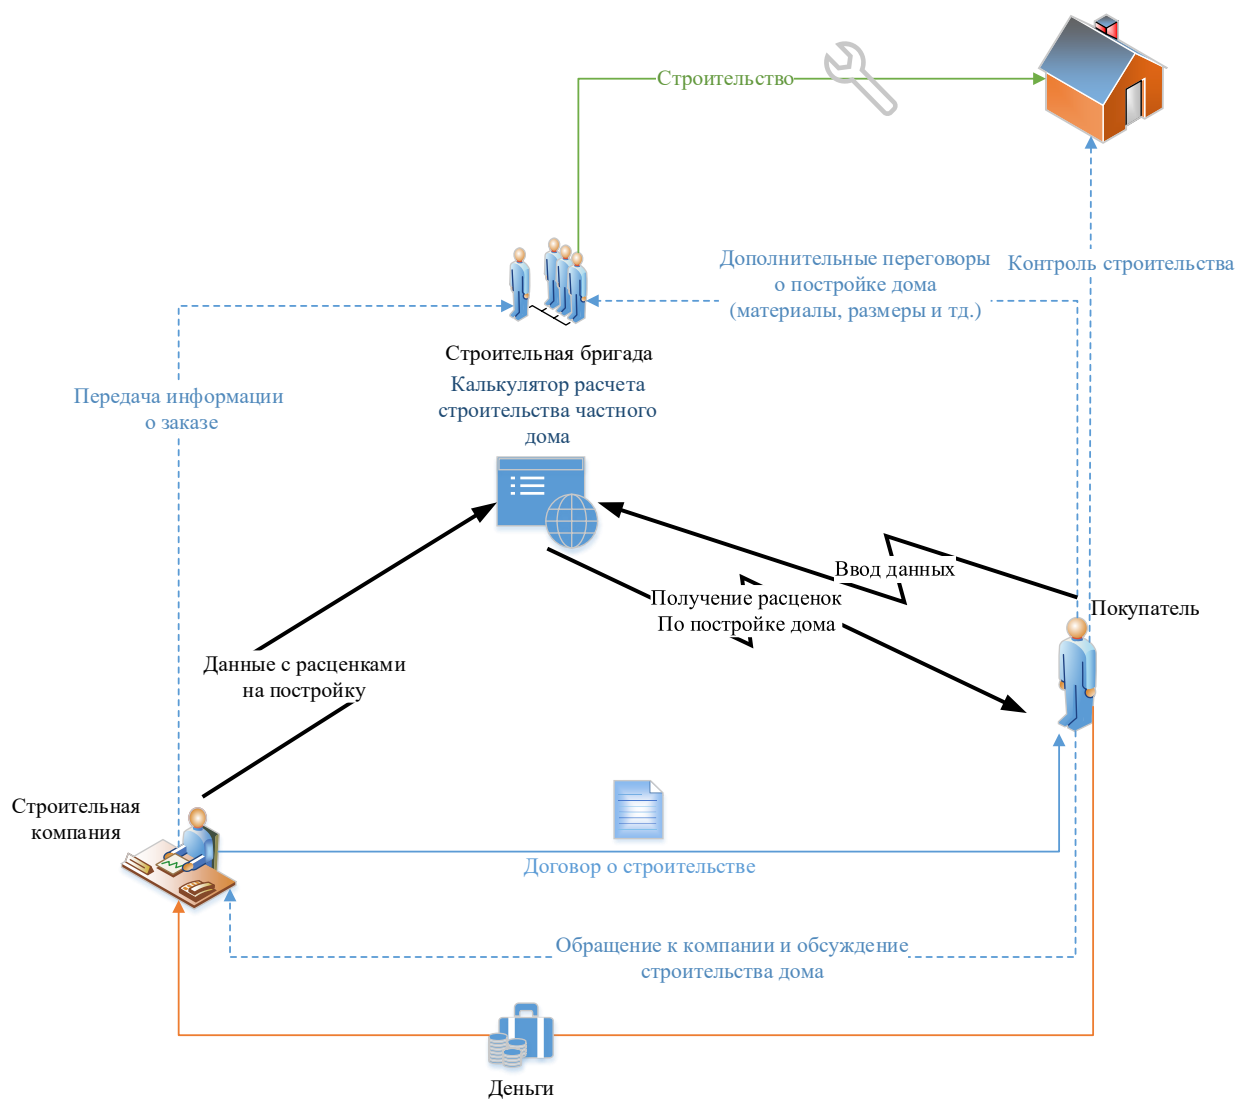 Строительство
Дополнительные переговоры
о постройке дома
(материалы, размеры и тд.)
Контроль строительства
Строительная бригада
Калькулятор расчета
строительства частного
дома
Передача информации
о заказе
Ввод данных
Получение расценок
По постройке дома
Покупатель
Данные с расценками
на постройку
Строительная
компания
Договор о строительстве
Обращение к компании и обсуждение
строительства дома
Деньги